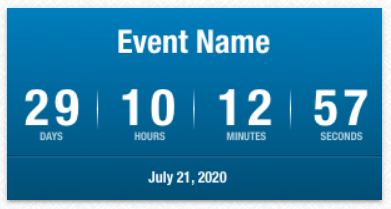 Event Name
29 10 12 57
DAYS HOURS MINUTES SECONDS
July 21, 2020